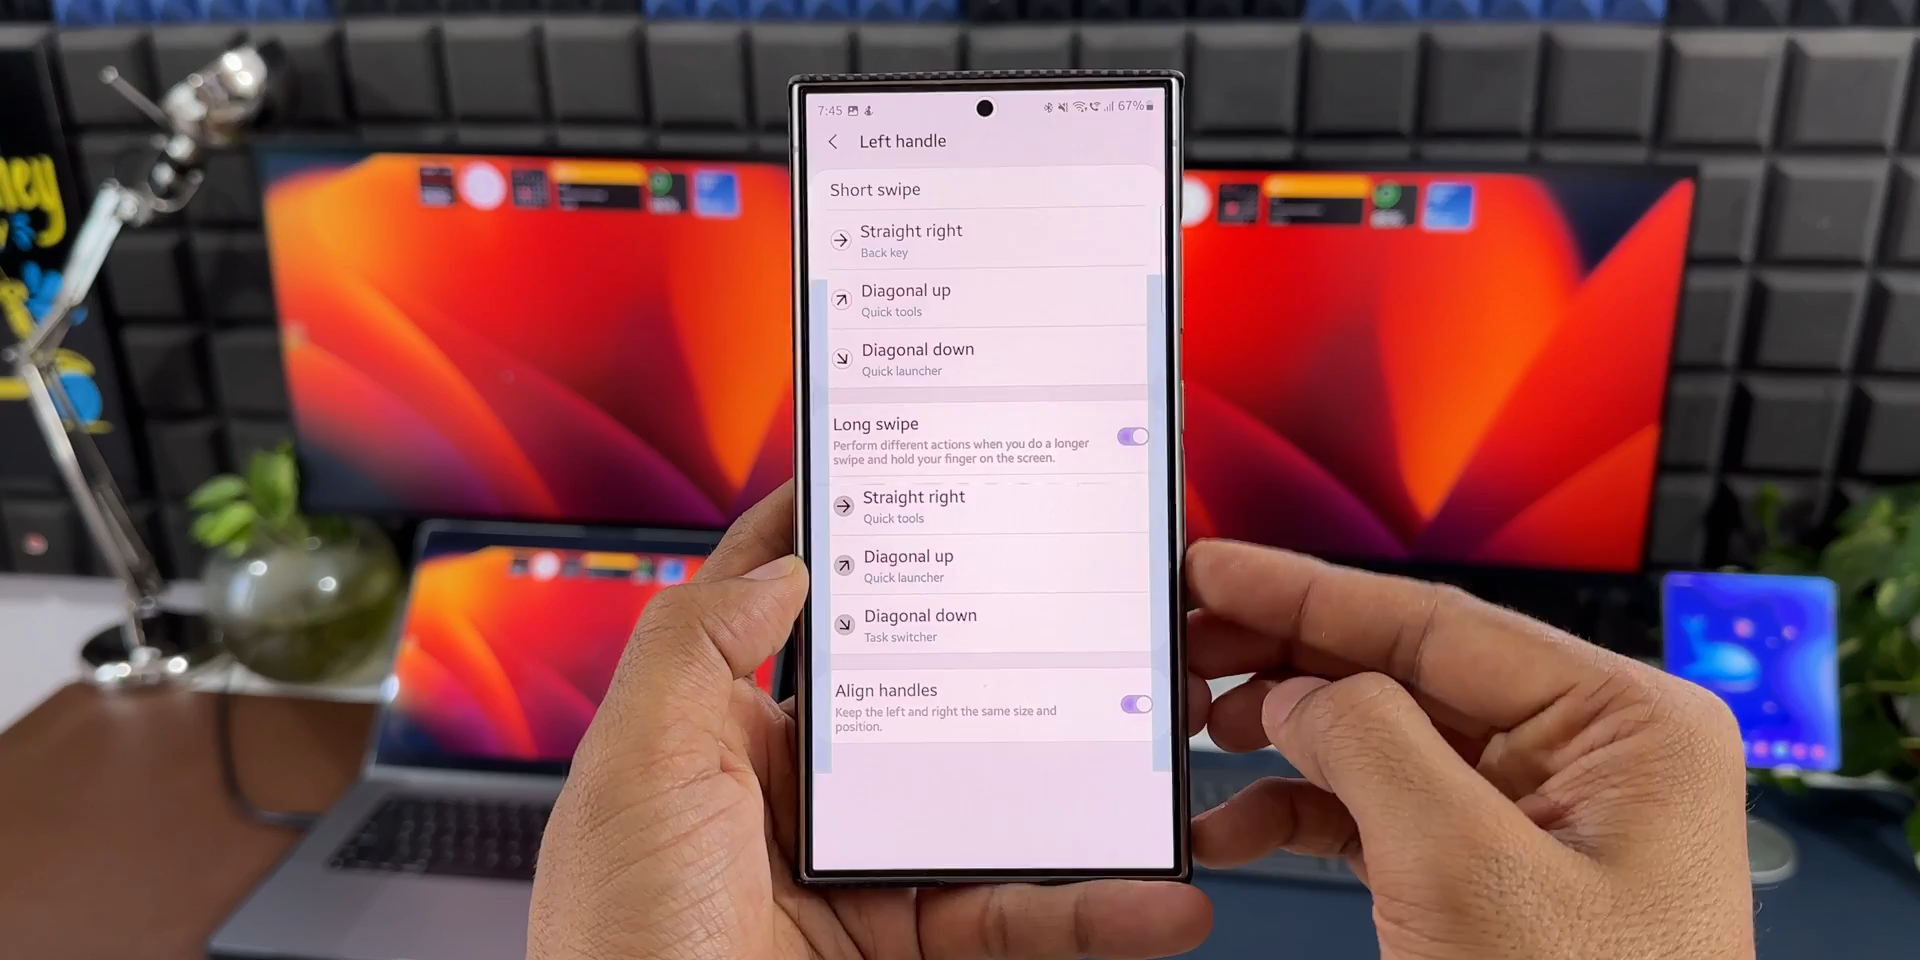 7:45
67%
Left handle
Short swipe
Straight right
Back key
Diagonal up
Quick tools
Diagonal down
Quick launcher
Long swipe
Perform different actions when you do a longer
swipe and hold your finger on the screen.
Straight right
Quick tools
Diagonal up
Quick launcher
Diagonal down
Task switcher
Align handles
Keep the left and right the same size and
position.